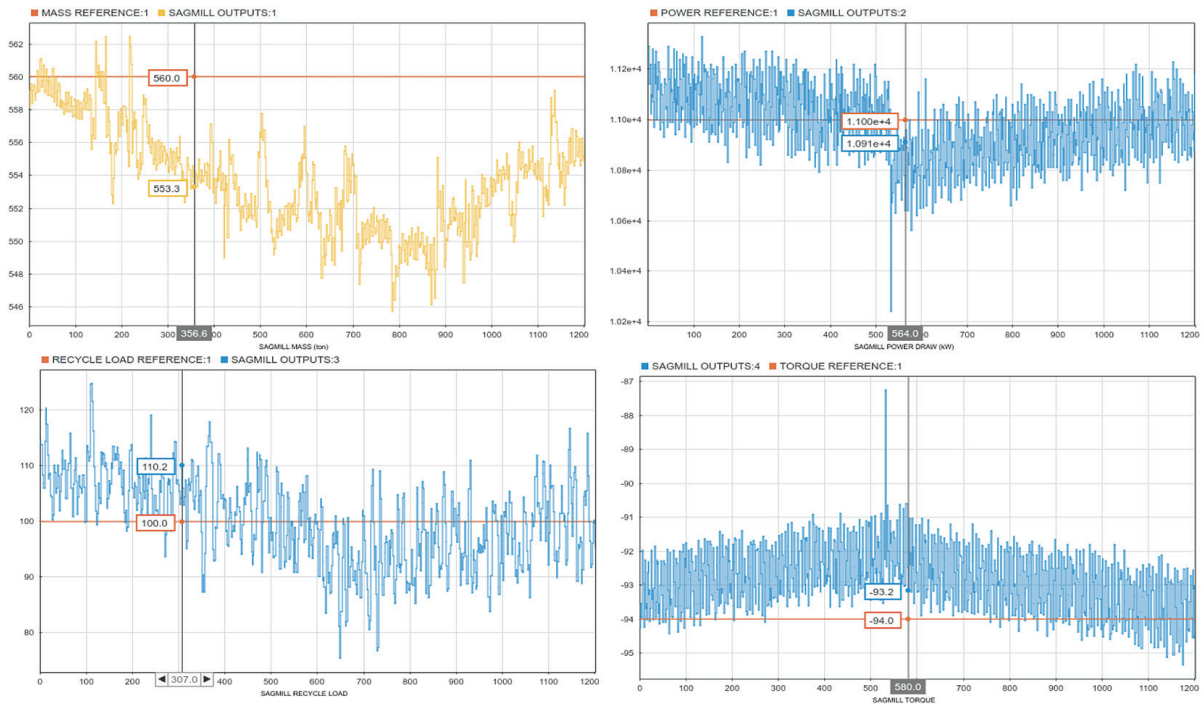 MASS REFERENCE:1 SAGMILL OUTPUTS:1
562
560
558
556
554
552
550
548
546
560.0
553.3
0 100 200 300 400 500 600 700 800 900 1000 1100 1200
356.6
SAGMILL MASS (ton)
POWER REFERENCE:1 SAGMILL OUTPUTS:2
1.12e+4
1.10e+4
1.08e+4
1.06e+4
1.04e+4
1.02e+4
1.100e+4
1.091e+4
100 200 300 400 500 600 700 800 900 1000 1100 1200
564.0
SAGMILL POWER DRAW (kW)
RECYCLE LOAD REFERENCE:1 SAGMILL OUTPUTS:3
120
110
100
90
80
110.2
100.0
0 100 200 300 400 500 600 700 800 900 1000 1100 1200
307.0
SAGMILL RECYCLE LOAD
SAGMILL OUTPUTS:4 TORQUE REFERENCE:1
-87
-88
-89
-90
-91
-92
-93
-94
-95
-93.2
-94.0
0 100 200 300 400 500 700 800 900 1000 1100 1200
580.0
SAGMILL TORQUE